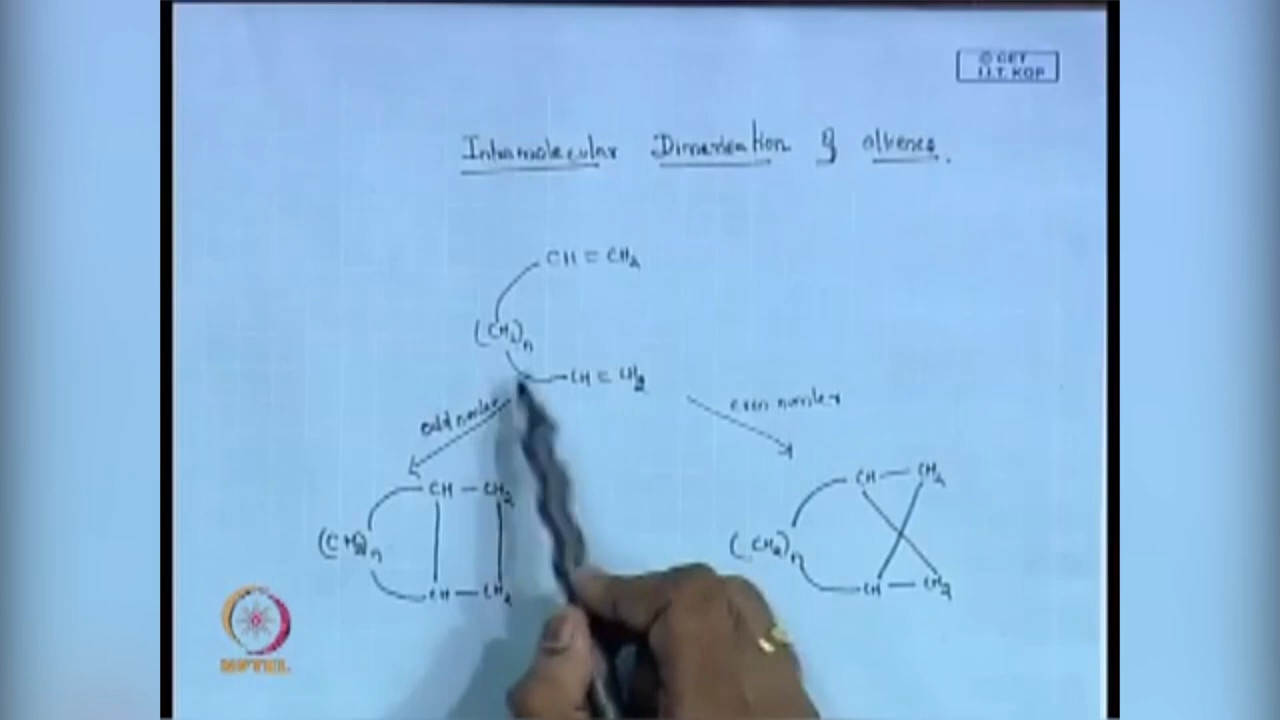 © CET
I.I.T. KGP
Intramolecular Dimerisation of alkenes.
CH = CH2
(CH2)n
CH = CH2
odd number
even number
CH — CH2
(CH2)n
CH — CH2
CH — CH2
(CH2)n
CH — CH2
NPTEL